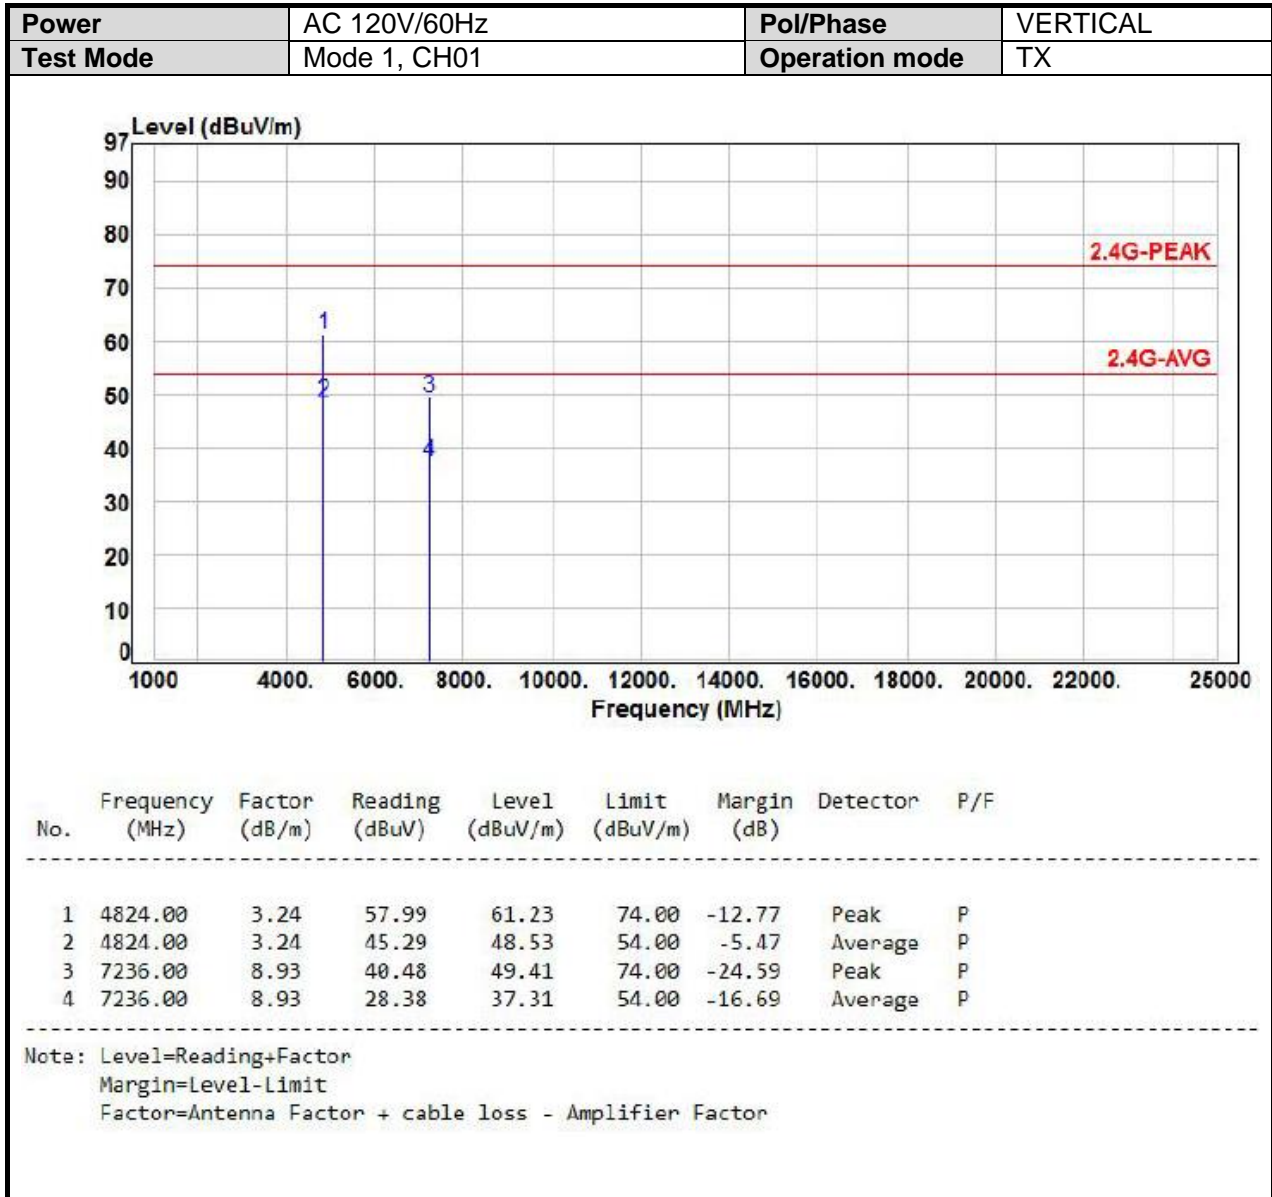 Power AC 120V/60Hz Pol/Phase VERTICAL
Test Mode Mode 1, CH01 Operation mode TX
Level (dBuV/m)
97
90
80
2.4G-PEAK
70
1
60
2.4G-AVG
50 2 3
40 4
30
20
10
0
1000 4000. 6000. 8000. 10000. 12000. 14000. 16000. 18000. 20000. 22000. 25000
Frequency (MHz)
Frequency Factor Reading Level Limit Margin Detector P/F
No. (MHz) (dB/m) (dBuV) (dBuV/m) (dBuV/m) (dB)
1 4824.00 3.24 57.99 61.23 74.00 -12.77 Peak P
2 4824.00 3.24 45.29 48.53 54.00 -5.47 Average P
3 7236.00 8.93 40.48 49.41 74.00 -24.59 Peak P
4 7236.00 8.93 28.38 37.31 54.00 -16.69 Average P
Note: Level=Reading+Factor
Margin=Level-Limit
Factor=Antenna Factor + cable loss - Amplifier Factor